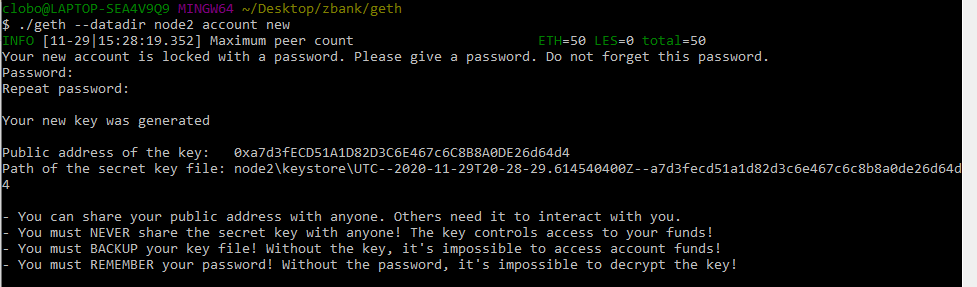 clobo@LAPTOP-SEA4V9Q9 MINGW64 ~/Desktop/zbank/geth
$ ./geth --datadir node2 account new
INFO [11-29|15:28:19.352] Maximum peer count ETH=50 LES=0 total=50
Your new account is locked with a password. Please give a password. Do not forget this password.
Password:
Repeat password:
Your new key was generated
Public address of the key: 0xa7d3fECD51A1D82D3C6E467c6C8B8A0DE26d64d4
Path of the secret key file: node2\keystore\UTC--2020-11-29T20-28-29.614540400Z--a7d3fecd51a1d82d3c6e467c6c8b8a0de26d64d
4
- You can share your public address with anyone. Others need it to interact with you.
- You must NEVER share the secret key with anyone! The key controls access to your funds!
- You must BACKUP your key file! Without the key, it's impossible to access account funds!
- You must REMEMBER your password! Without the password, it's impossible to decrypt the key!